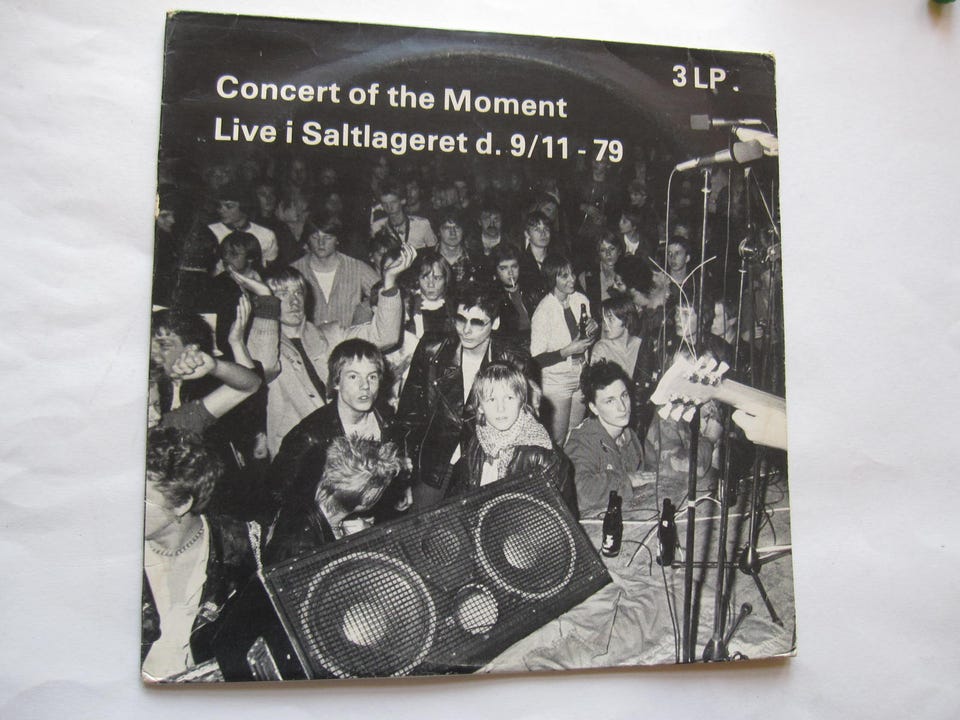 3 LP.
Concert of the Moment
Live i Saltlageret d. 9/11 - 79